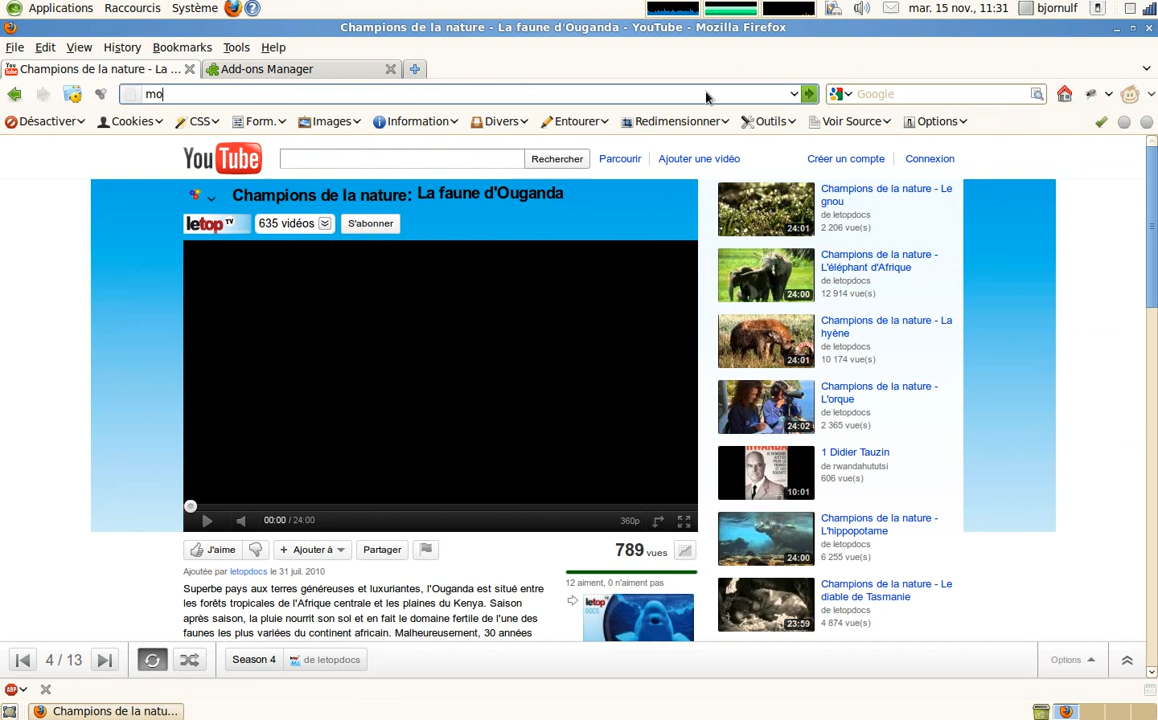 Applications Raccourcis Système mar. 15 nov., 11:31 bjornulf
Champions de la nature - La faune d'Ouganda - YouTube - Mozilla Firefox
File Edit View History Bookmarks Tools Help
Champions de la nature - La ... Add-ons Manager
mo Google
Désactiver Cookies CSS Form. Images Information Divers Entourer Redimensionner Outils Voir Source Options
YouTube Rechercher Parcourir Ajouter une vidéo Créer un compte Connexion
Champions de la nature: La faune d'Ouganda
letop TV 635 vidéos S'abonner
00:00 / 24:00 360p
J'aime Ajouter à Partager 789 vues
Ajoutée par letopdocs le 31 juil. 2010
Superbe pays aux terres généreuses et luxuriantes, l'Ouganda est situé entre
les forêts tropicales de l'Afrique centrale et les plaines du Kenya. Saison
après saison, la pluie nourrit son sol et en fait le domaine fertile de l'une des
faunes les plus variées du continent africain. Malheureusement, 30 années
12 aiment, 0 n'aiment pas
letop DOCS
24:01
Champions de la nature - Le
gnou
de letopdocs
2 206 vue(s)
24:00
Champions de la nature -
L'éléphant d'Afrique
de letopdocs
12 914 vue(s)
24:01
Champions de la nature - La
hyène
de letopdocs
10 174 vue(s)
24:02
Champions de la nature -
L'orque
de letopdocs
2 365 vue(s)
10:01
1 Didier Tauzin
de rwandahututsi
606 vue(s)
24:00
Champions de la nature -
L'hippopotame
de letopdocs
6 255 vue(s)
23:59
Champions de la nature - Le
diable de Tasmanie
de letopdocs
4 874 vue(s)
4 / 13 Season 4 de letopdocs Options
ABP
Champions de la natu...